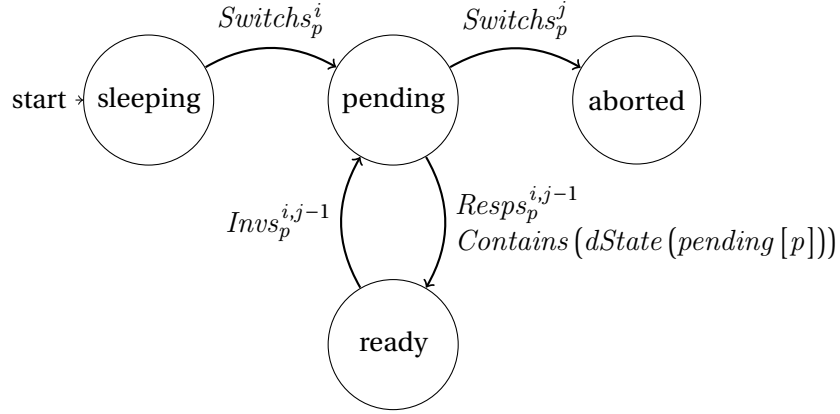 Switchs_p^i
Switchs_p^j
start
sleeping
pending
aborted
Invs_p^{i,j-1}
Resps_p^{i,j-1}
Contains(dState(pending[p]))
ready